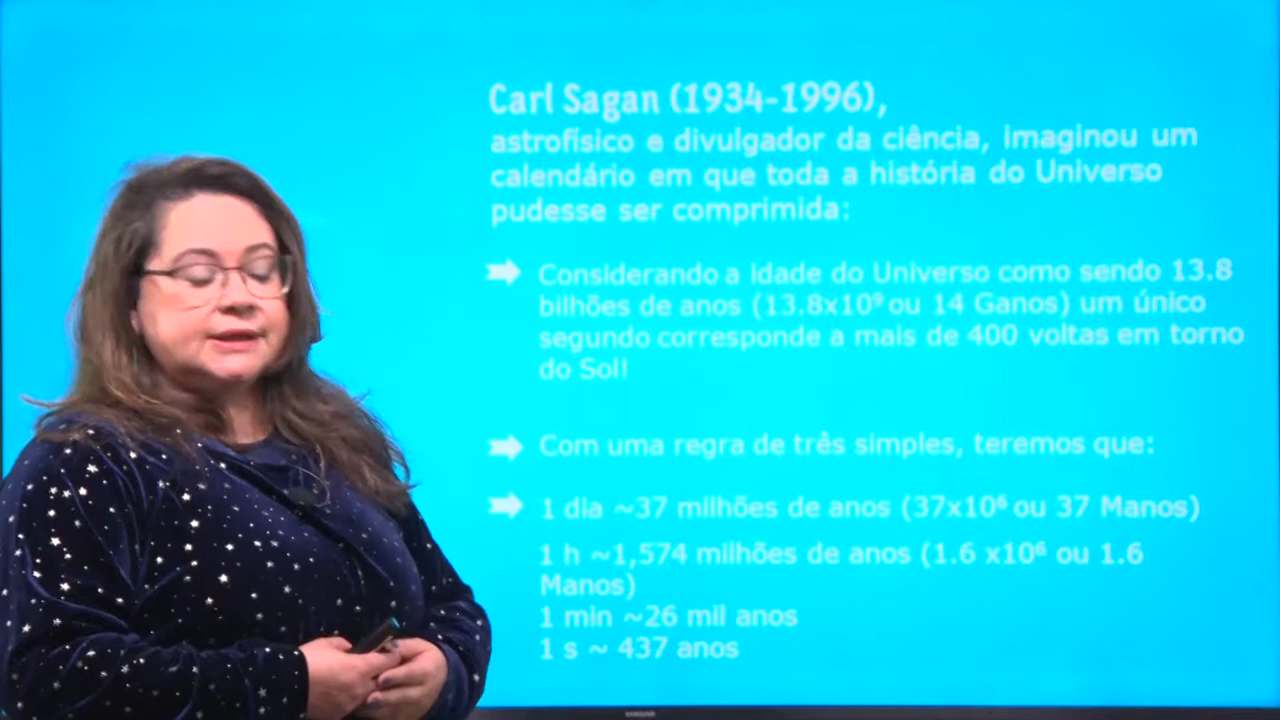 Carl Sagan (1934-1996),
astrofísico e divulgador da ciência, imaginou um
calendário em que toda a história do Universo
pudesse ser comprimida:
Considerando a idade do Universo como sendo 13.8
bilhões de anos (13.8x10⁹ ou 14 Ganos) um único
segundo corresponde a mais de 400 voltas em torno
do Sol!
Com uma regra de três simples, teremos que:
1 dia ~37 milhões de anos (37x10⁶ ou 37 Manos)
1 h ~1,574 milhões de anos (1.6 x10⁶ ou 1.6
Manos)
1 min ~26 mil anos
1 s ~ 437 anos
SAMSUNG